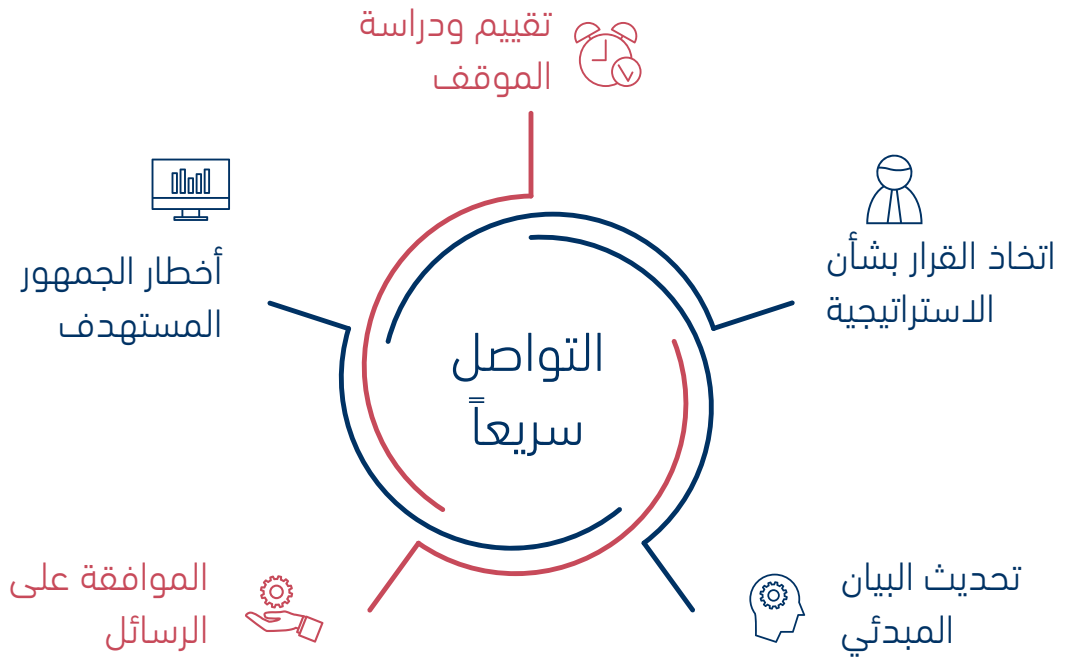 تقييم ودراسة
الموقف
اتخاذ القرار بشأن
الاستراتيجية
تحديث البيان
المبدئي
الموافقة على
الرسائل
أخطار الجمهور
المستهدف
التواصل
سريعاً